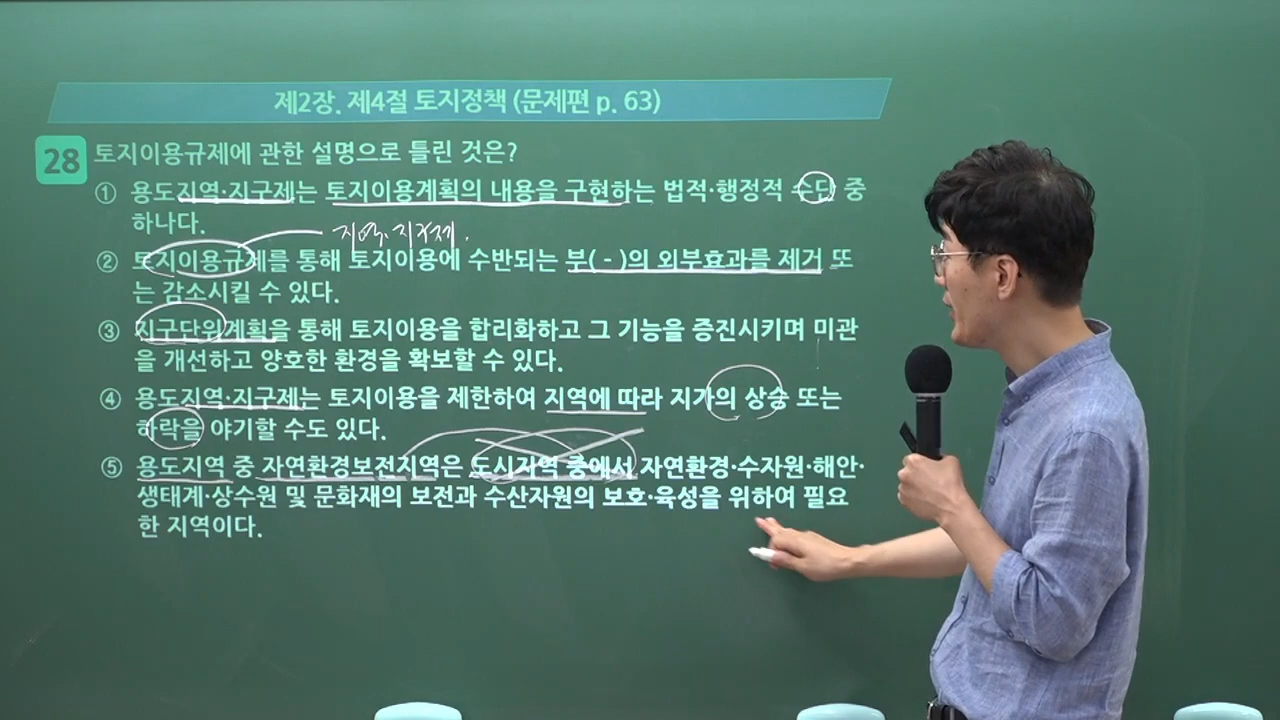 제2장. 제4절 토지정책 (문제편 p. 63)
28 토지이용규제에 관한 설명으로 틀린 것은?
① 용도지역·지구제는 토지이용계획의 내용을 구현하는 법적·행정적 수단 중
하나다.
지역·지구제.
② 토지이용규제를 통해 토지이용에 수반되는 부( - )의 외부효과를 제거 또
는 감소시킬 수 있다.
③ 지구단위계획을 통해 토지이용을 합리화하고 그 기능을 증진시키며 미관
을 개선하고 양호한 환경을 확보할 수 있다.
④ 용도지역·지구제는 토지이용을 제한하여 지역에 따라 지가의 상승 또는
하락을 야기할 수도 있다.
⑤ 용도지역 중 자연환경보전지역은 도시지역 중에서 자연환경·수자원·해안·
생태계·상수원 및 문화재의 보전과 수산자원의 보호·육성을 위하여 필요
한 지역이다.